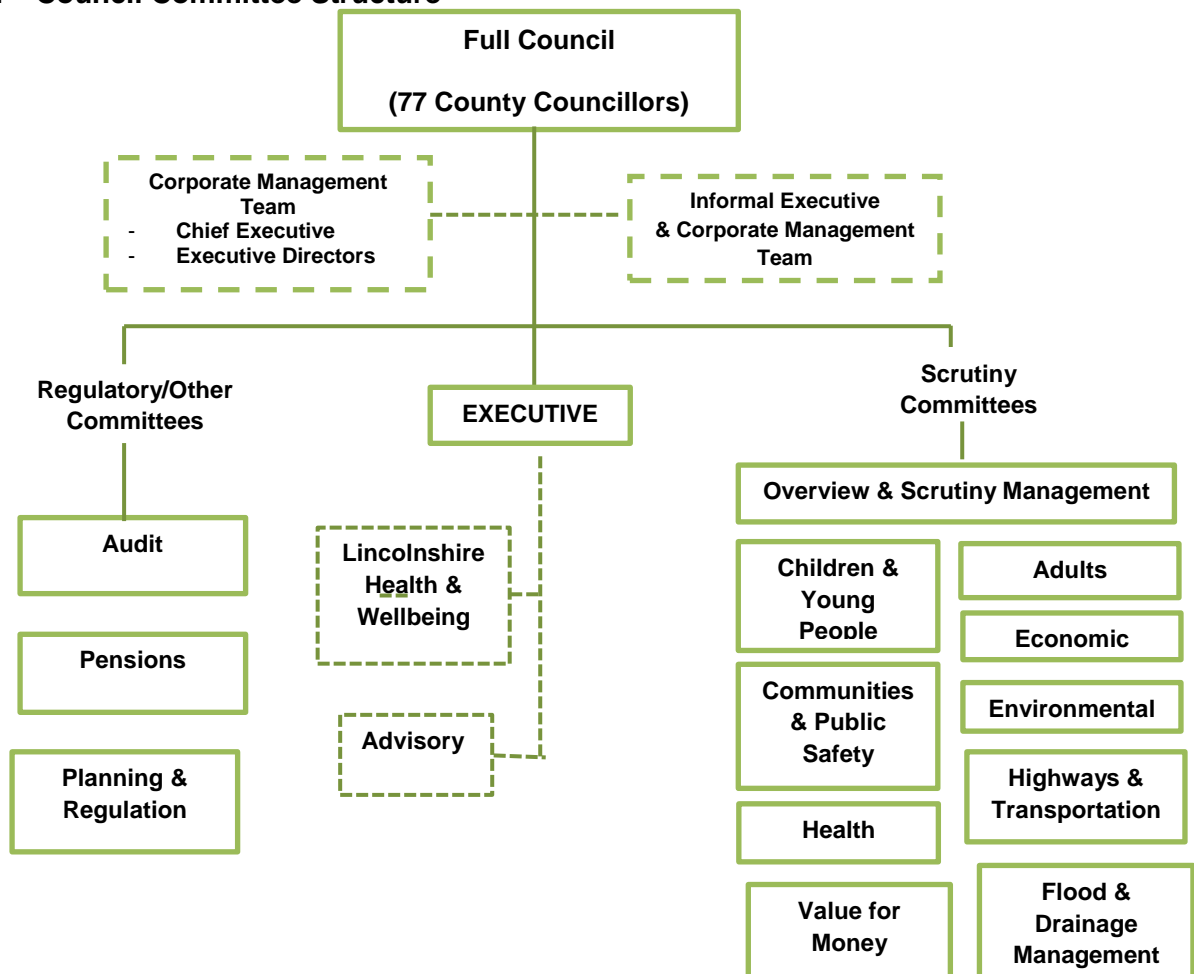 Council Committee Structure
Full Council
(77 County Councillors)
Corporate Management
Team
- Chief Executive
- Executive Directors
Informal Executive
& Corporate Management
Team
Regulatory/Other
Committees
EXECUTIVE
Scrutiny
Committees
Audit
Pensions
Planning &
Regulation
Lincolnshire
Health &
Wellbeing
Advisory
Overview & Scrutiny Management
Children &
Young
People
Adults
Economic
Communities
& Public
Safety
Environmental
Highways &
Transportation
Health
Value for
Money
Flood &
Drainage
Management